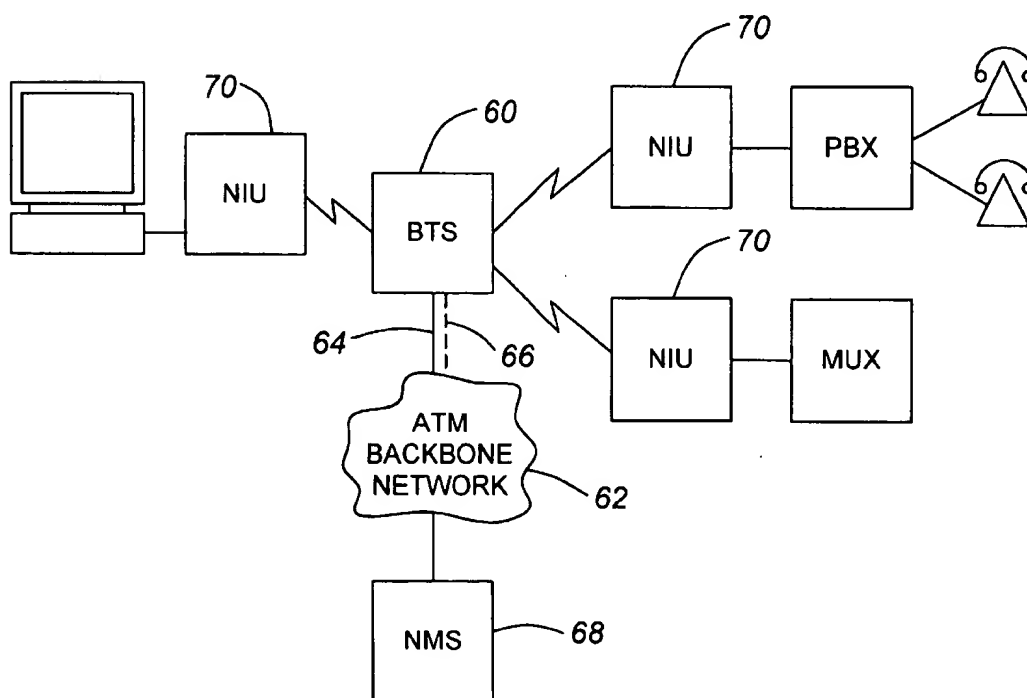 70
NIU
60
BTS
70
NIU
PBX
70
NIU
MUX
64
66
ATM
BACKBONE
NETWORK
62
NMS
68